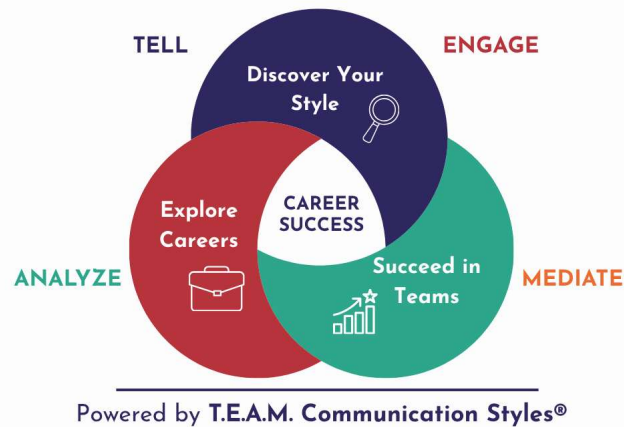 TELL
ENGAGE
Discover Your
Style
CAREER
SUCCESS
Explore
Careers
Succeed in
Teams
ANALYZE
MEDIATE
Powered by T.E.A.M. Communication Styles®